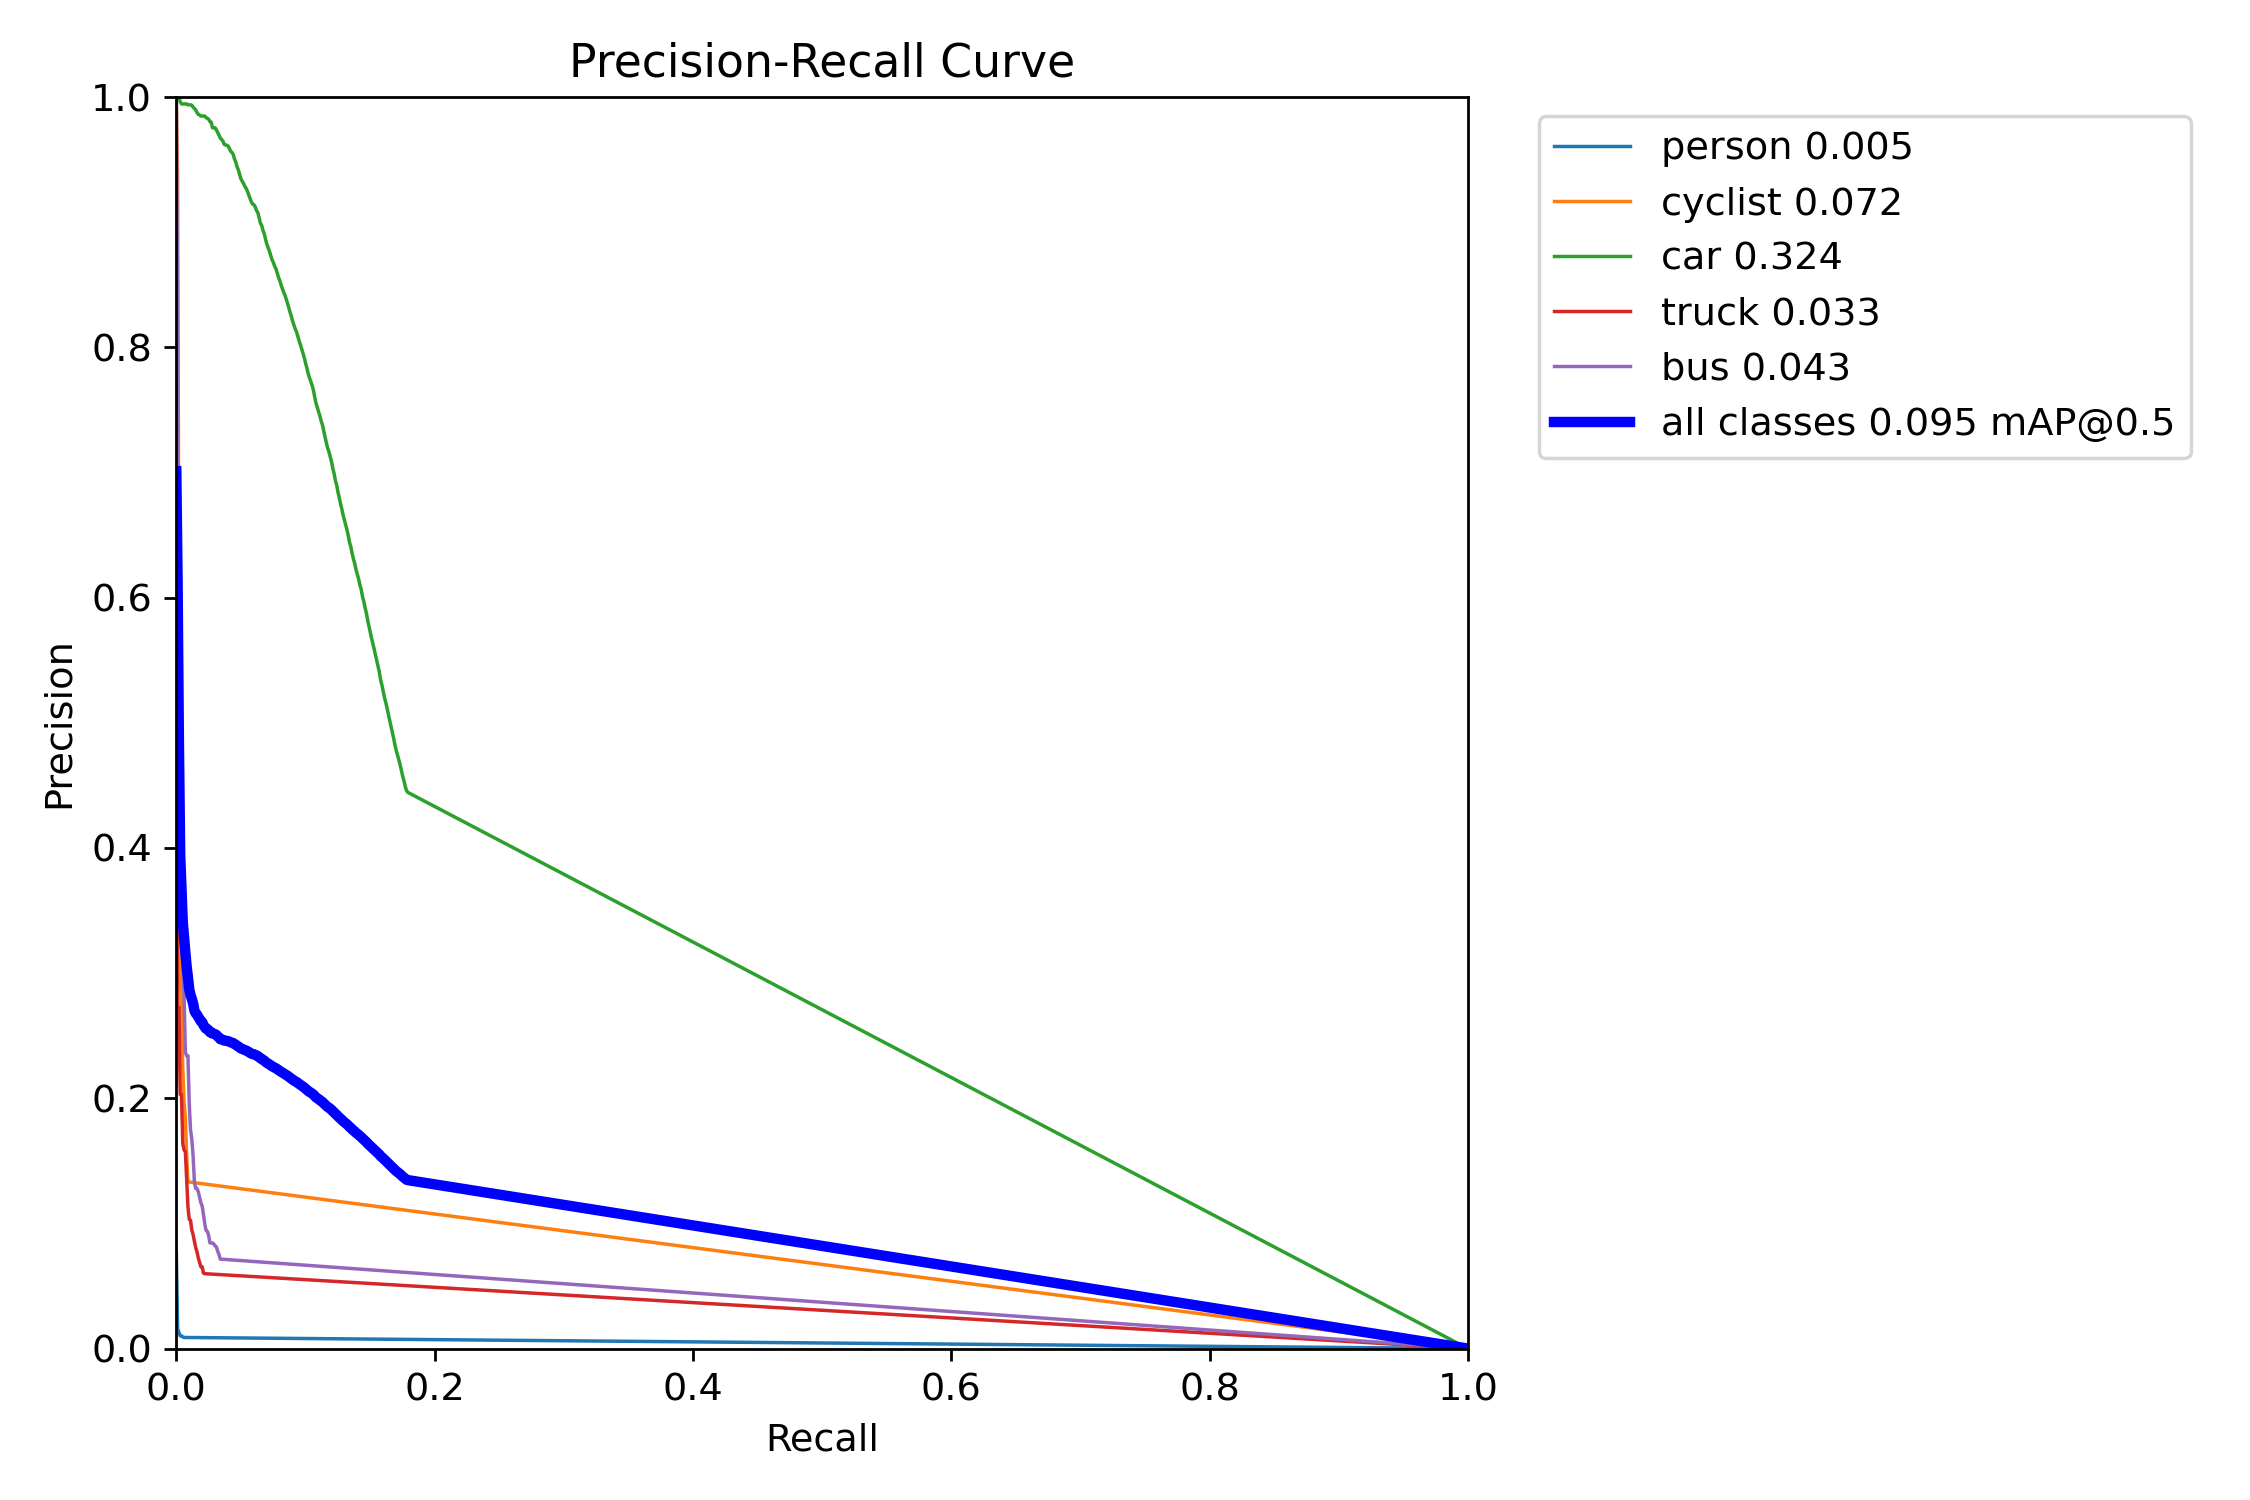 Precision-Recall Curve
1.0
0.8
0.6
0.4
0.2
0.0
Precision
0.0 0.2 0.4 0.6 0.8 1.0
Recall
person 0.005
cyclist 0.072
car 0.324
truck 0.033
bus 0.043
all classes 0.095 mAP@0.5